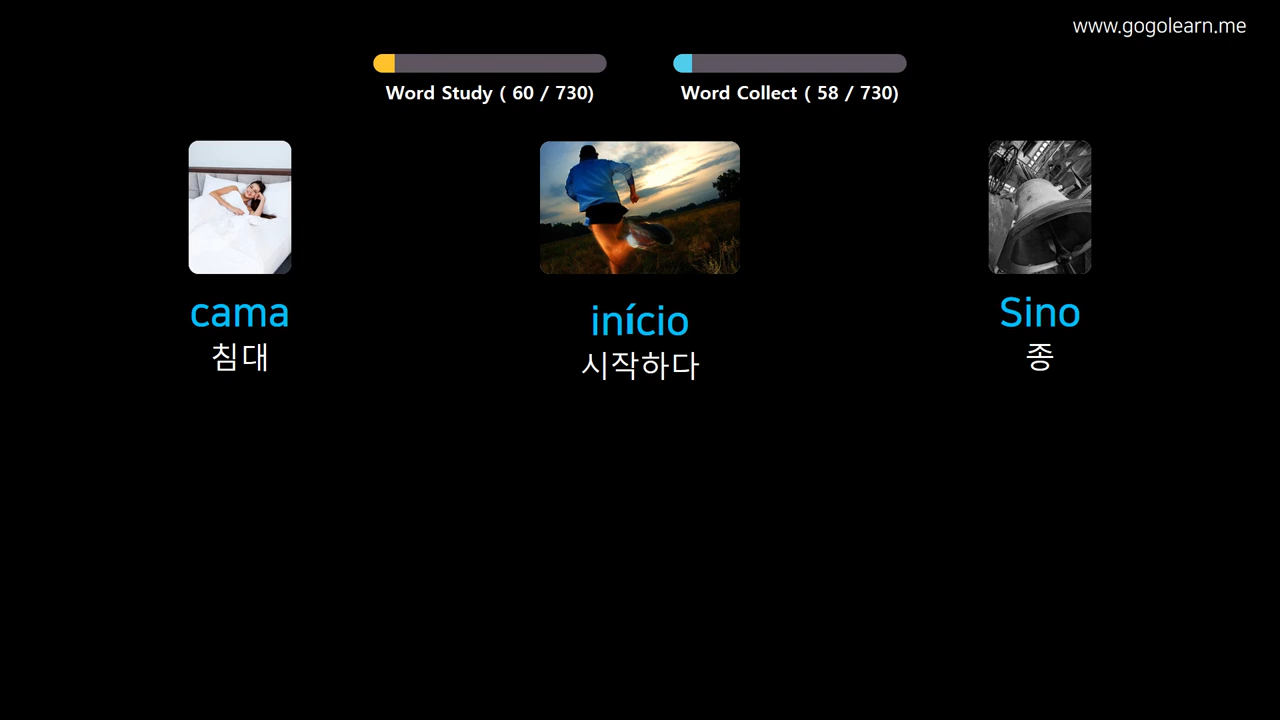 www.gogolearn.me
Word Study ( 60 / 730)
Word Collect ( 58 / 730)
cama
침대
início
시작하다
Sino
종